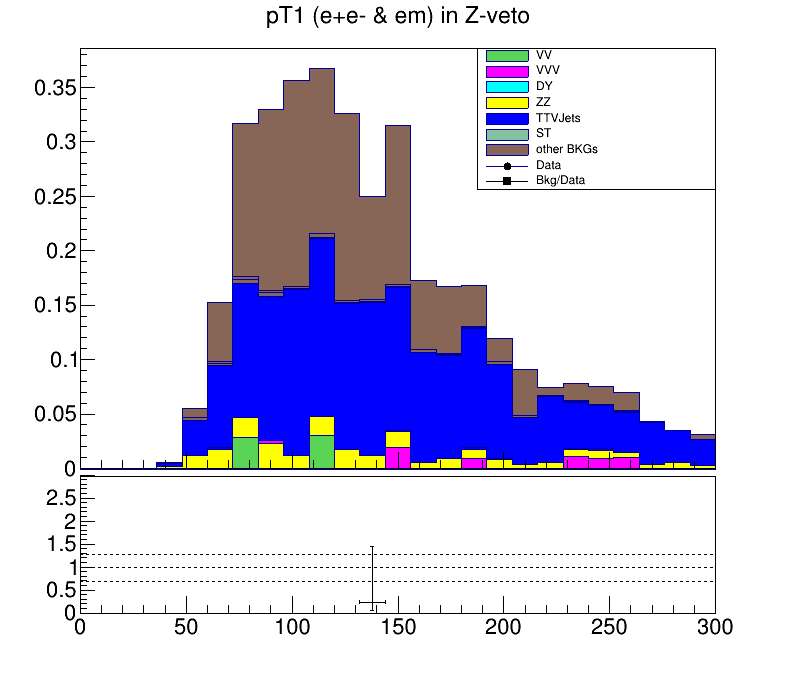 pT1 (e+e- & em) in Z-veto
VV
VVV
DY
ZZ
TTVJets
ST
other BKGs
Data
Bkg/Data
0.35
0.3
0.25
0.2
0.15
0.1
0.05
0
2.5
2
1.5
1
0.5
0
0 50 100 150 200 250 300